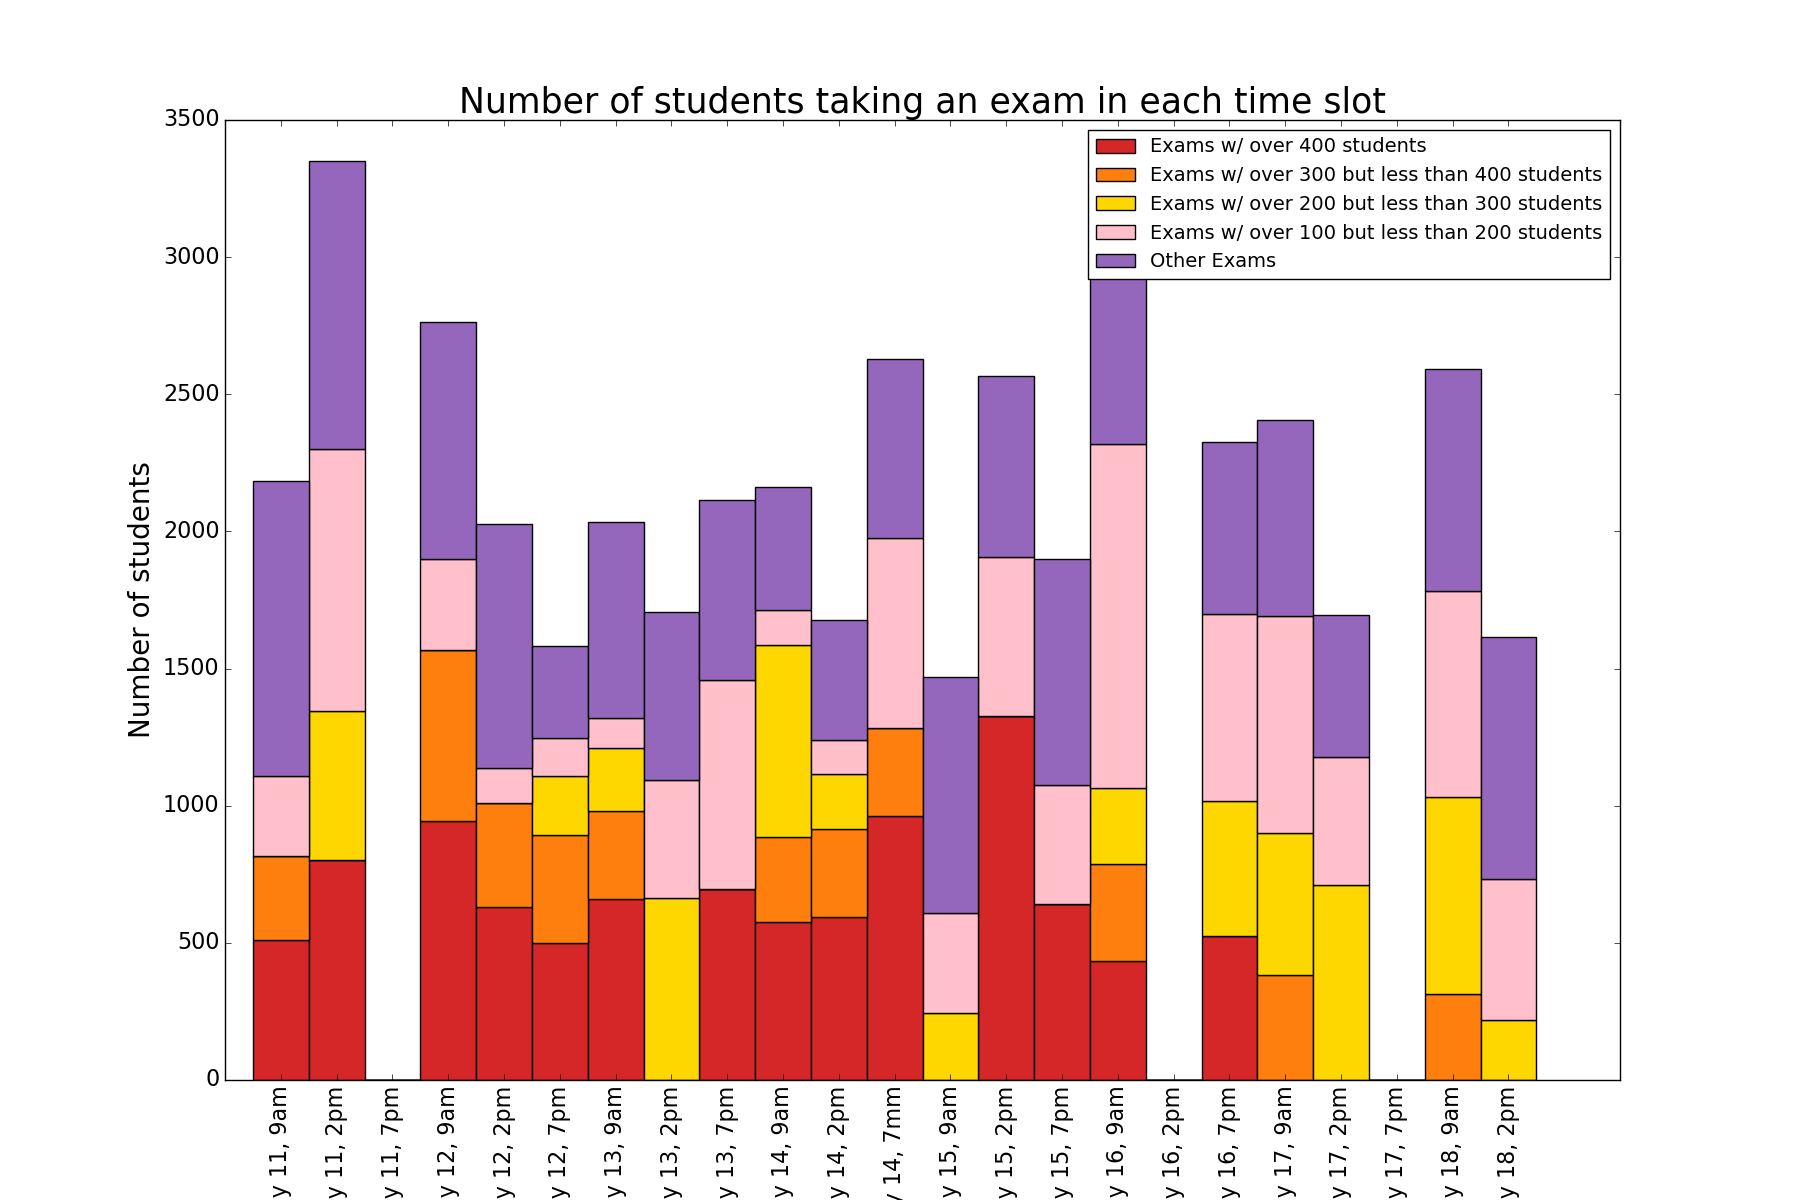 Number of students taking an exam in each time slot
3500
3000
2500
2000
1500
1000
500
0
Number of students
Exams w/ over 400 students
Exams w/ over 300 but less than 400 students
Exams w/ over 200 but less than 300 students
Exams w/ over 100 but less than 200 students
Other Exams
y 11, 9am
y 11, 2pm
y 11, 7pm
y 12, 9am
y 12, 2pm
y 12, 7pm
y 13, 9am
y 13, 2pm
y 13, 7pm
y 14, 9am
y 14, 2pm
y 14, 7mm
y 15, 9am
y 15, 2pm
y 15, 7pm
y 16, 9am
y 16, 2pm
y 16, 7pm
y 17, 9am
y 17, 2pm
y 17, 7pm
y 18, 9am
y 18, 2pm